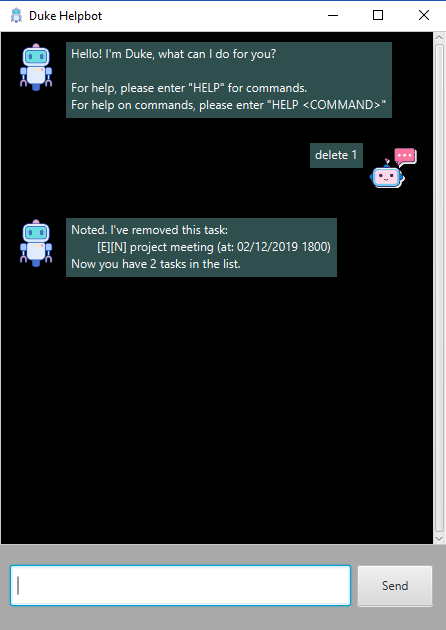 Duke Helpbot
Hello! I'm Duke, what can I do for you?
For help, please enter "HELP" for commands.
For help on commands, please enter "HELP <COMMAND>"
delete 1
Noted. I've removed this task:
[E][N] project meeting (at: 02/12/2019 1800)
Now you have 2 tasks in the list.
Send